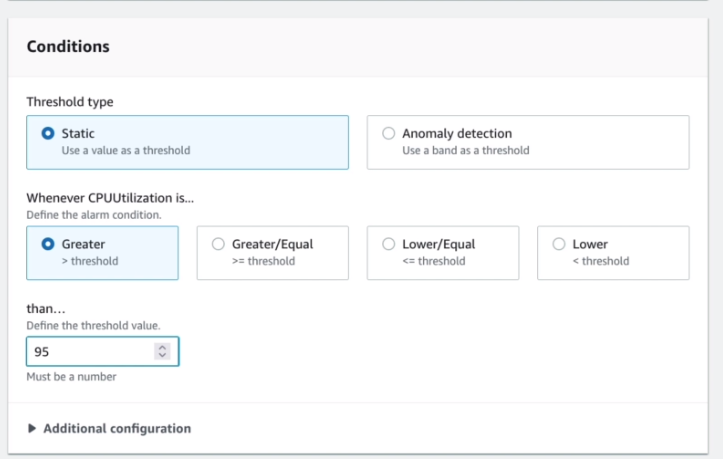 Conditions
Threshold type
Static
Use a value as a threshold
Anomaly detection
Use a band as a threshold
Whenever CPUUtilization is...
Define the alarm condition.
Greater
> threshold
Greater/Equal
>= threshold
Lower/Equal
<= threshold
Lower
< threshold
than...
Define the threshold value.
95
Must be a number
Additional configuration